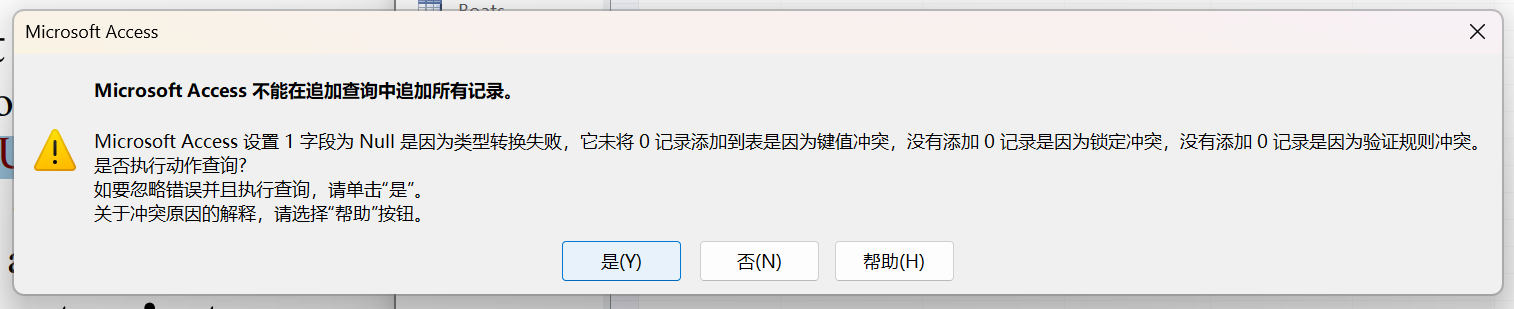 Boats
Microsoft Access
Microsoft Access 不能在追加查询中追加所有记录。
Microsoft Access 设置 1 字段为 Null 是因为类型转换失败，它未将 0 记录添加到表是因为键值冲突，没有添加 0 记录是因为锁定冲突，没有添加 0 记录是因为验证规则冲突。
是否执行动作查询?
如要忽略错误并且执行查询，请单击“是”。
关于冲突原因的解释，请选择“帮助”按钮。
是(Y)
否(N)
帮助(H)